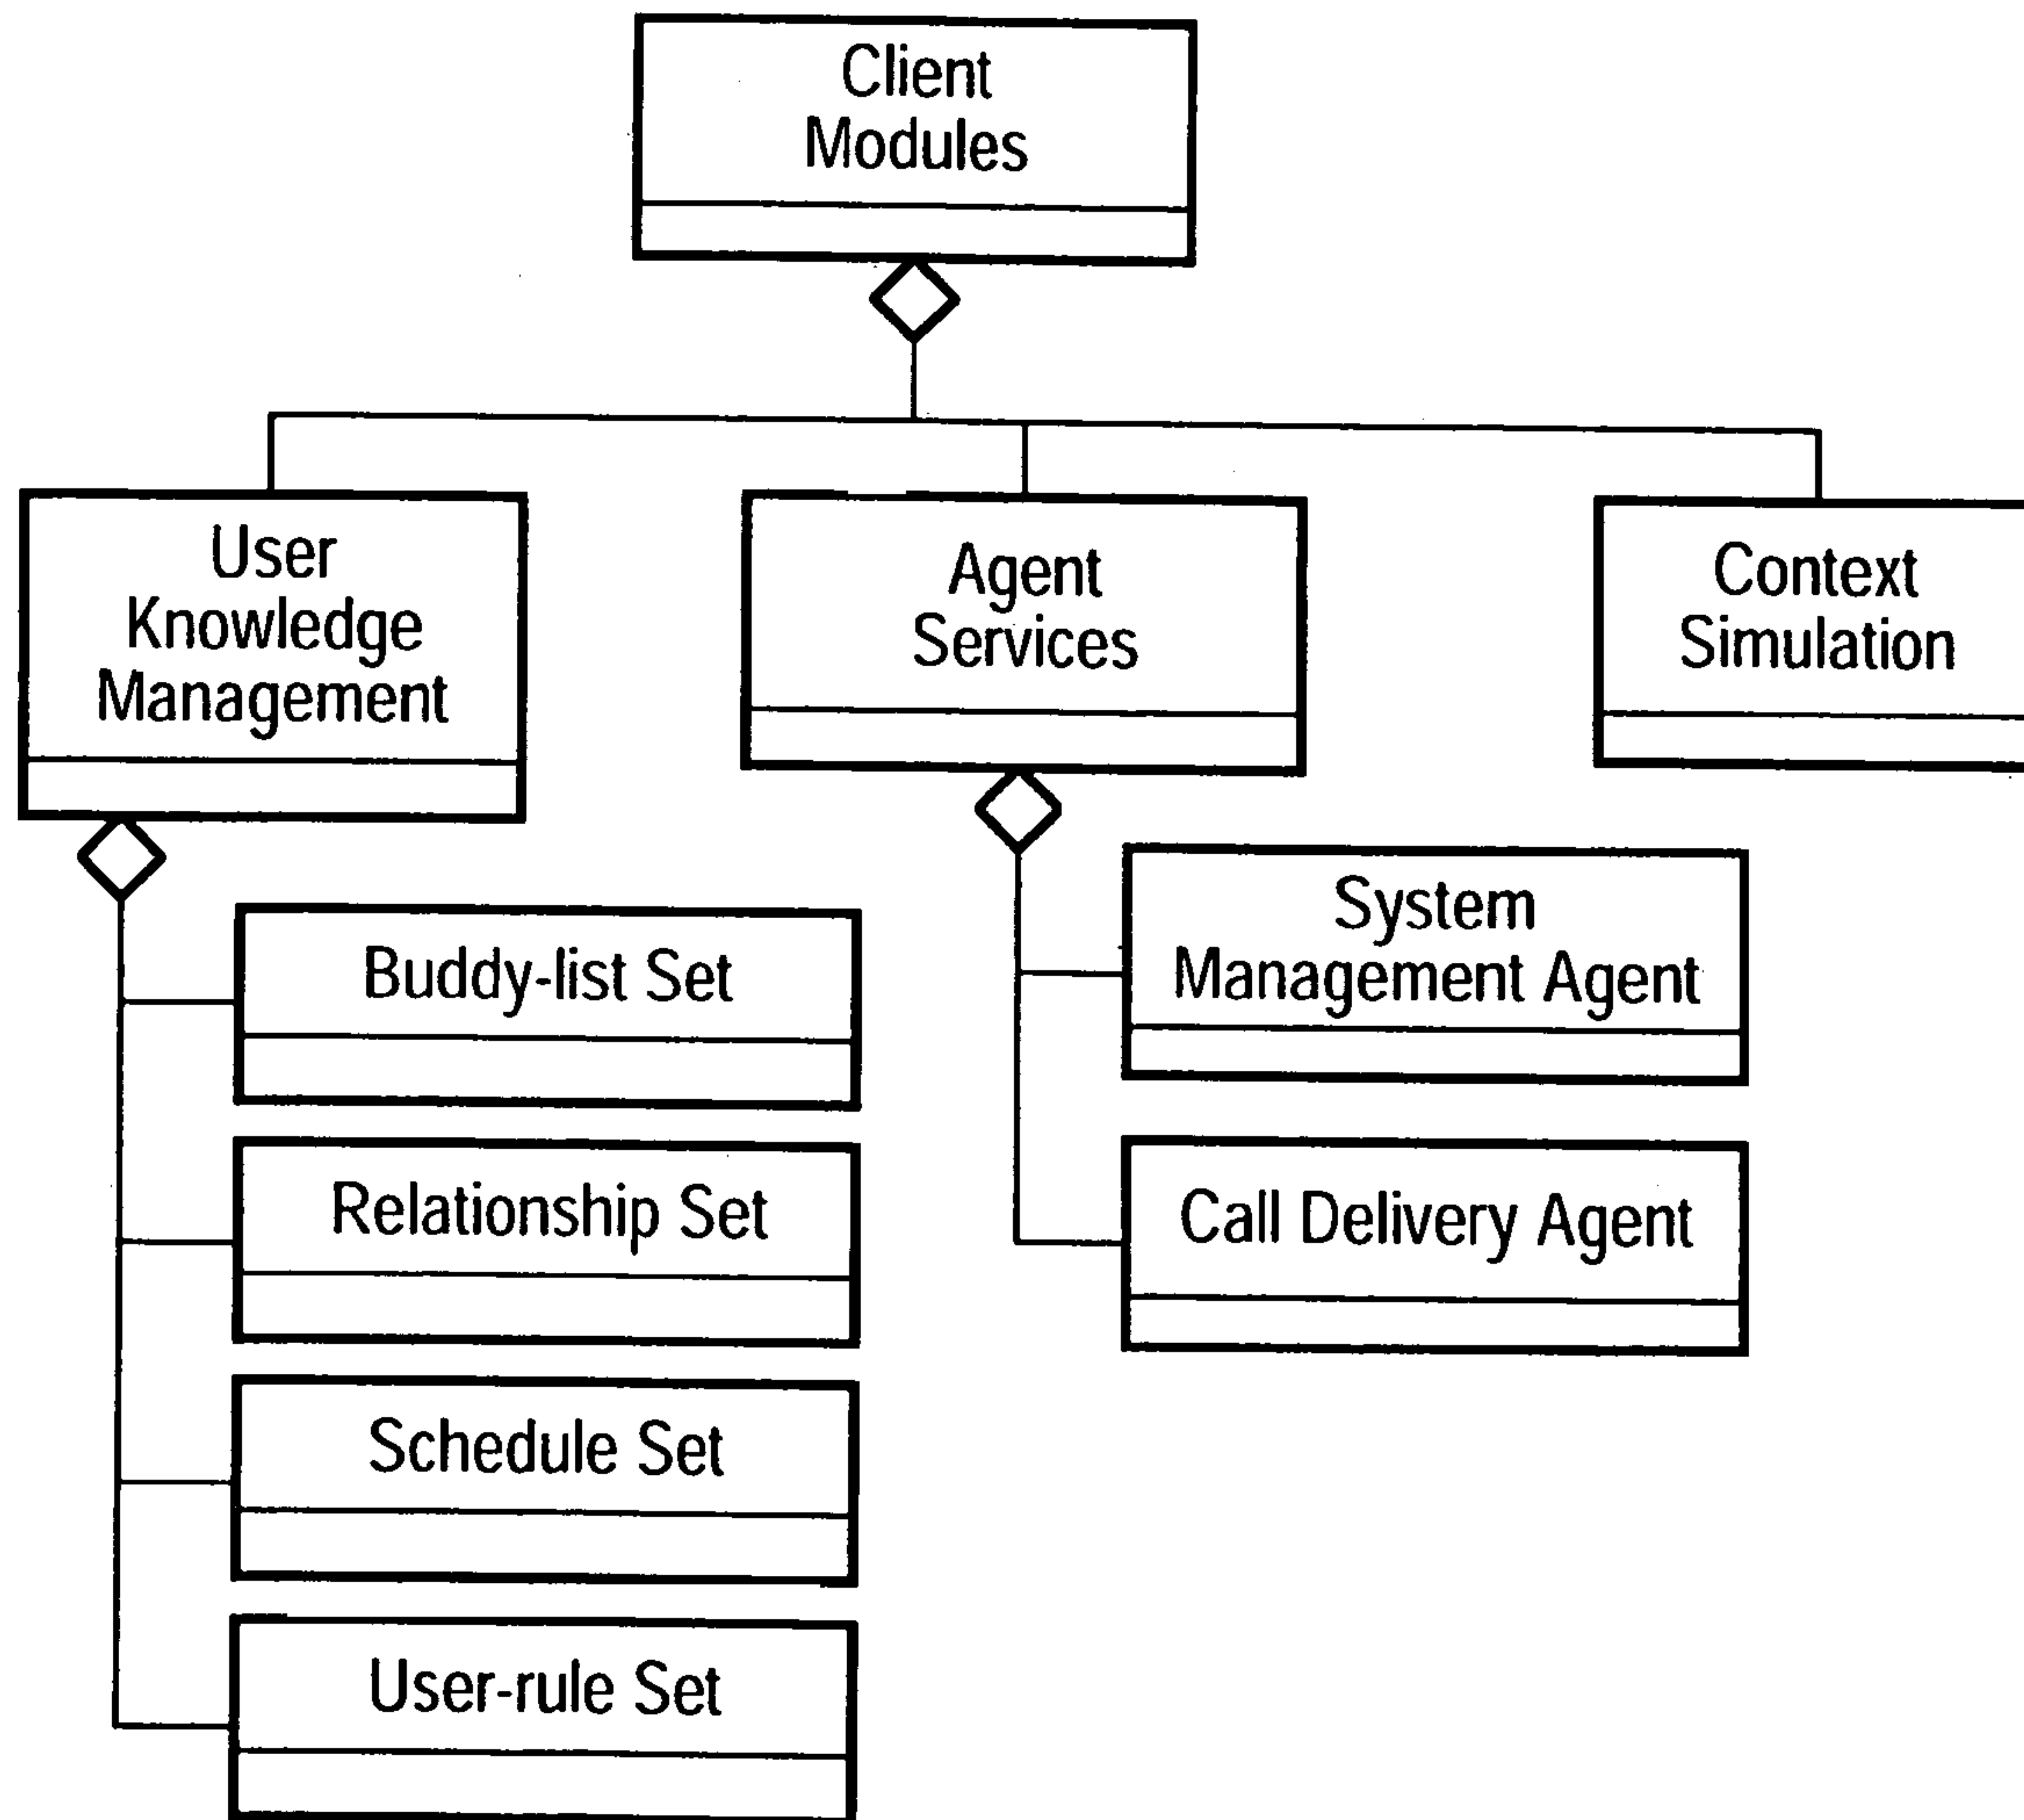 Client
Modules
User
Knowledge
Management
Agent
Services
Context
Simulation
Buddy-list Set
Relationship Set
Schedule Set
User-rule Set
System
Management Agent
Call Delivery Agent